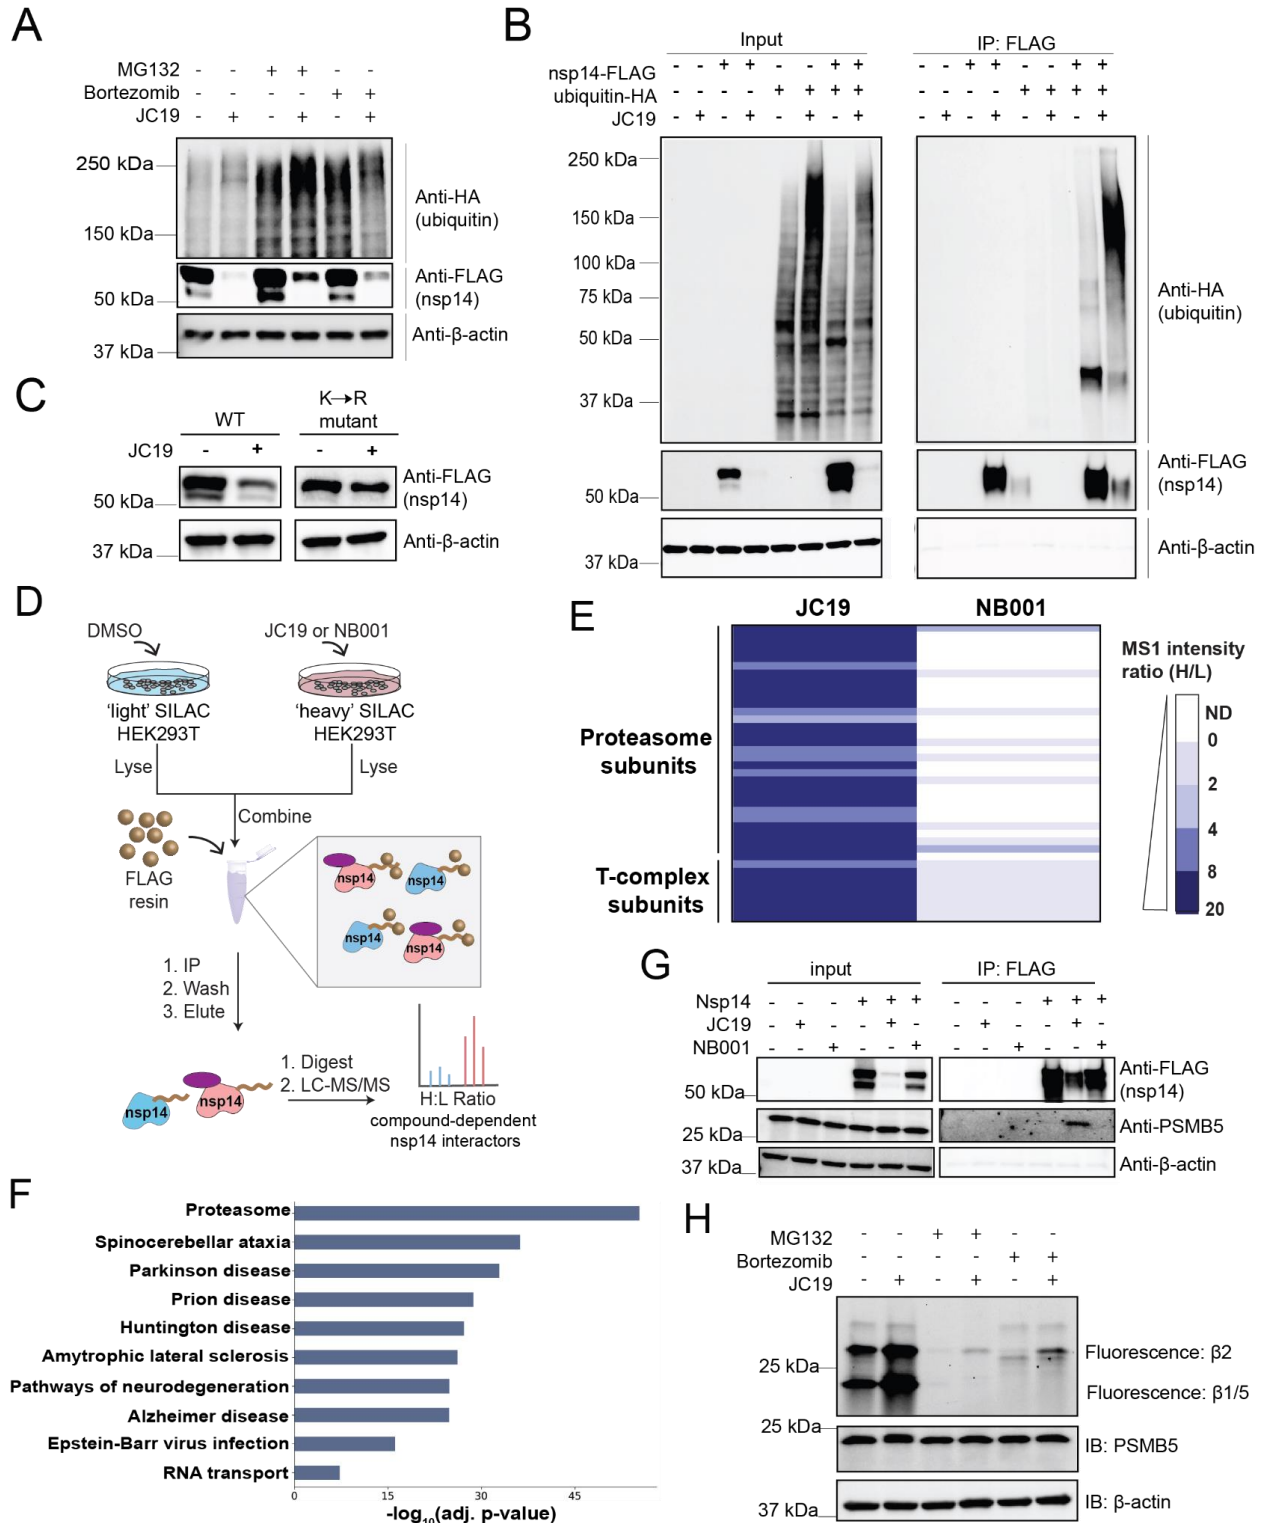 A
MG132 - - + + - -
Bortezomib - - - - + +
JC19 - + - + - +
250 kDa
150 kDa
Anti-HA
(ubiquitin)
50 kDa
Anti-FLAG
(nsp14)
37 kDa
Anti-β-actin
B
Input
IP: FLAG
nsp14-FLAG - - + + - - + + - - + + - - + +
ubiquitin-HA - - - - + + + + - - - - + + + +
JC19 - + - + - + - + - + - + - + - +
250 kDa
150 kDa
100 kDa
75 kDa
50 kDa
37 kDa
Anti-HA
(ubiquitin)
50 kDa
Anti-FLAG
(nsp14)
37 kDa
Anti-β-actin
C
WT
K→R
mutant
JC19 - + - +
50 kDa
Anti-FLAG
(nsp14)
37 kDa
Anti-β-actin
D
DMSO
JC19 or NB001
'light' SILAC
HEK293T
'heavy' SILAC
HEK293T
Lyse
Lyse
Combine
FLAG
resin
nsp14
nsp14
nsp14
nsp14
1. IP
2. Wash
3. Elute
nsp14
nsp14
1. Digest
2. LC-MS/MS
H:L Ratio
compound-dependent
nsp14 interactors
E
JC19
NB001
Proteasome
subunits
T-complex
subunits
MS1 intensity
ratio (H/L)
ND
0
2
4
8
20
F
Proteasome
Spinocerebellar ataxia
Parkinson disease
Prion disease
Huntington disease
Amytrophic lateral sclerosis
Pathways of neurodegeneration
Alzheimer disease
Epstein-Barr virus infection
RNA transport
0 15 30 45
-log10(adj. p-value)
G
input
IP: FLAG
Nsp14 - - - + + + - - - + + +
JC19 - + - - + - - + - - + -
NB001 - - + - - + - - + - - +
50 kDa
Anti-FLAG
(nsp14)
25 kDa
Anti-PSMB5
37 kDa
Anti-β-actin
H
MG132 - - + + - -
Bortezomib - - - - + +
JC19 - + - + - +
25 kDa
Fluorescence: β2
Fluorescence: β1/5
25 kDa
IB: PSMB5
37 kDa
IB: β-actin